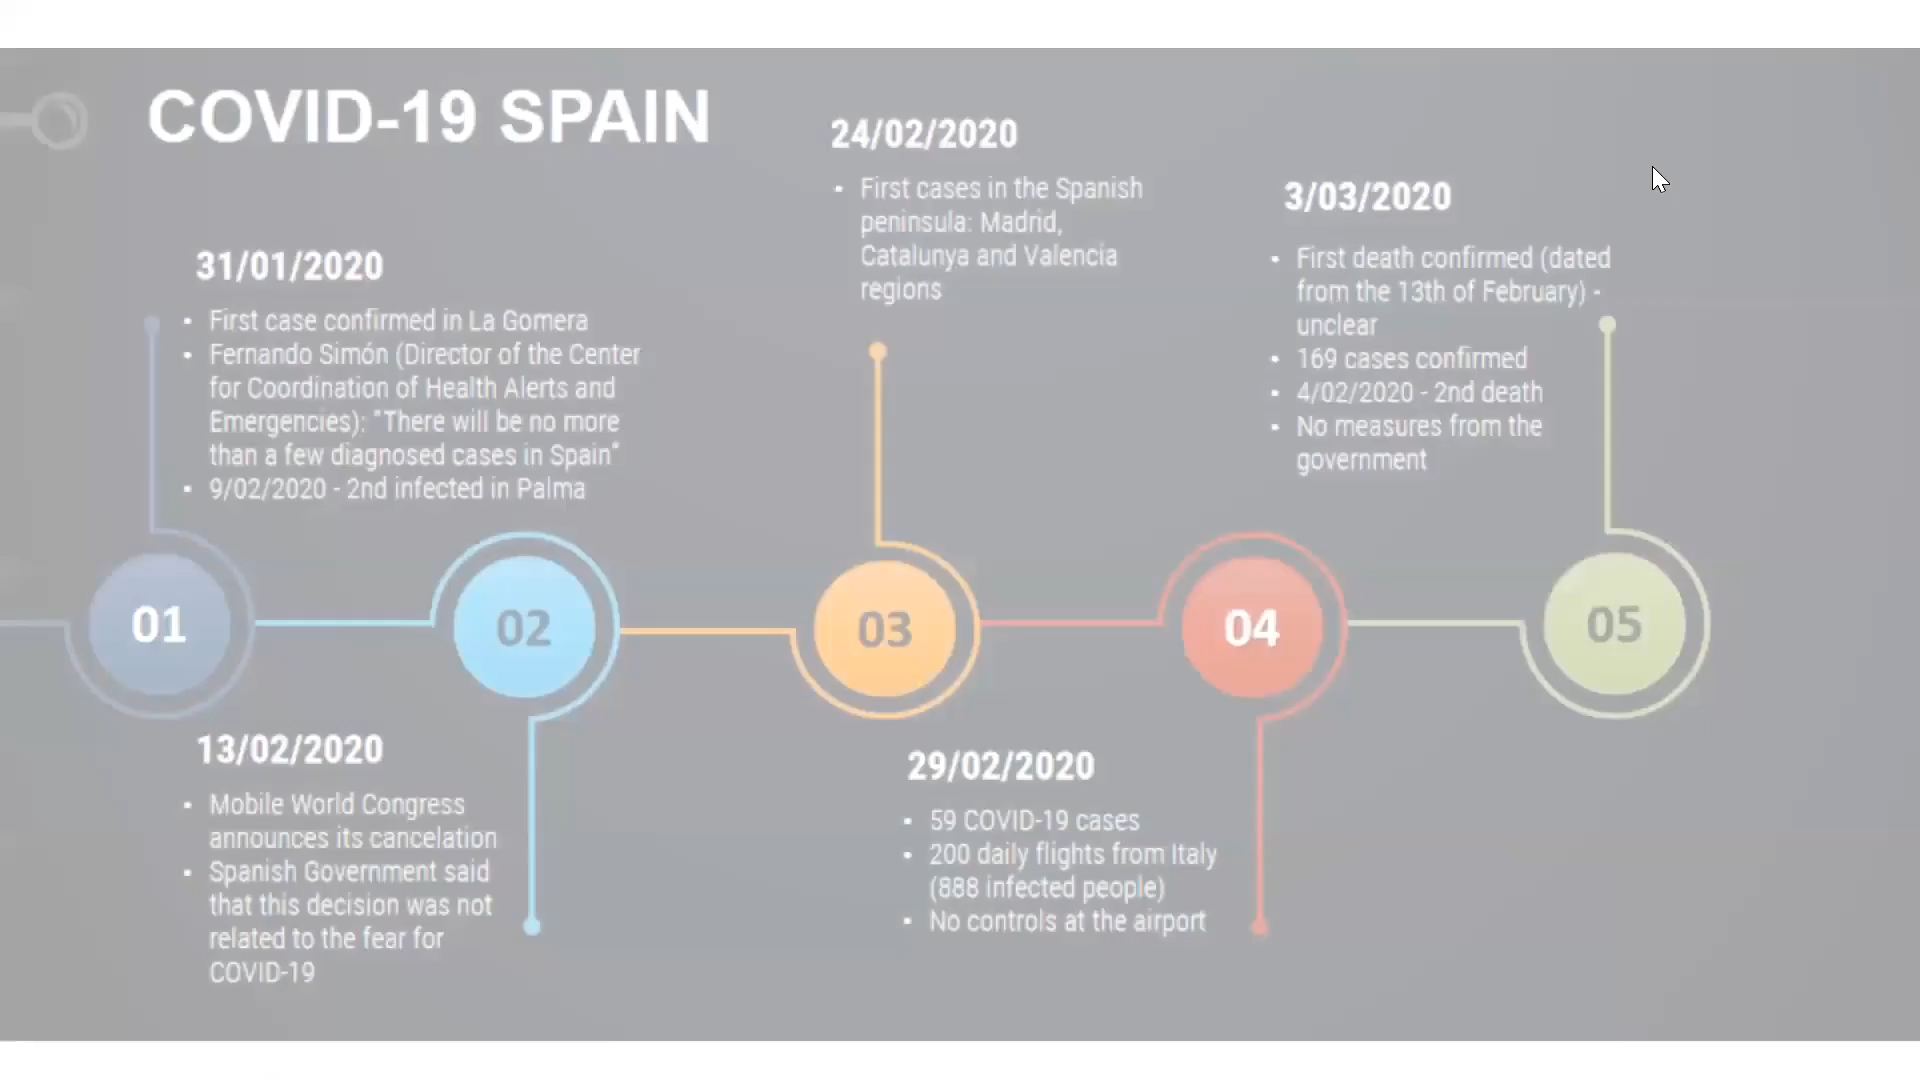 COVID-19 SPAIN
31/01/2020
• First case confirmed in La Gomera
• Fernando Simón (Director of the Center
for Coordination of Health Alerts and
Emergencies): "There will be no more
than a few diagnosed cases in Spain"
• 9/02/2020 - 2nd infected in Palma
24/02/2020
• First cases in the Spanish
peninsula: Madrid,
Catalunya and Valencia
regions
3/03/2020
• First death confirmed (dated
from the 13th of February) -
unclear
• 169 cases confirmed
• 4/02/2020 - 2nd death
• No measures from the
government
01
02
03
04
05
13/02/2020
• Mobile World Congress
announces its cancelation
• Spanish Government said
that this decision was not
related to the fear for
COVID-19
29/02/2020
• 59 COVID-19 cases
• 200 daily flights from Italy
(888 infected people)
• No controls at the airport